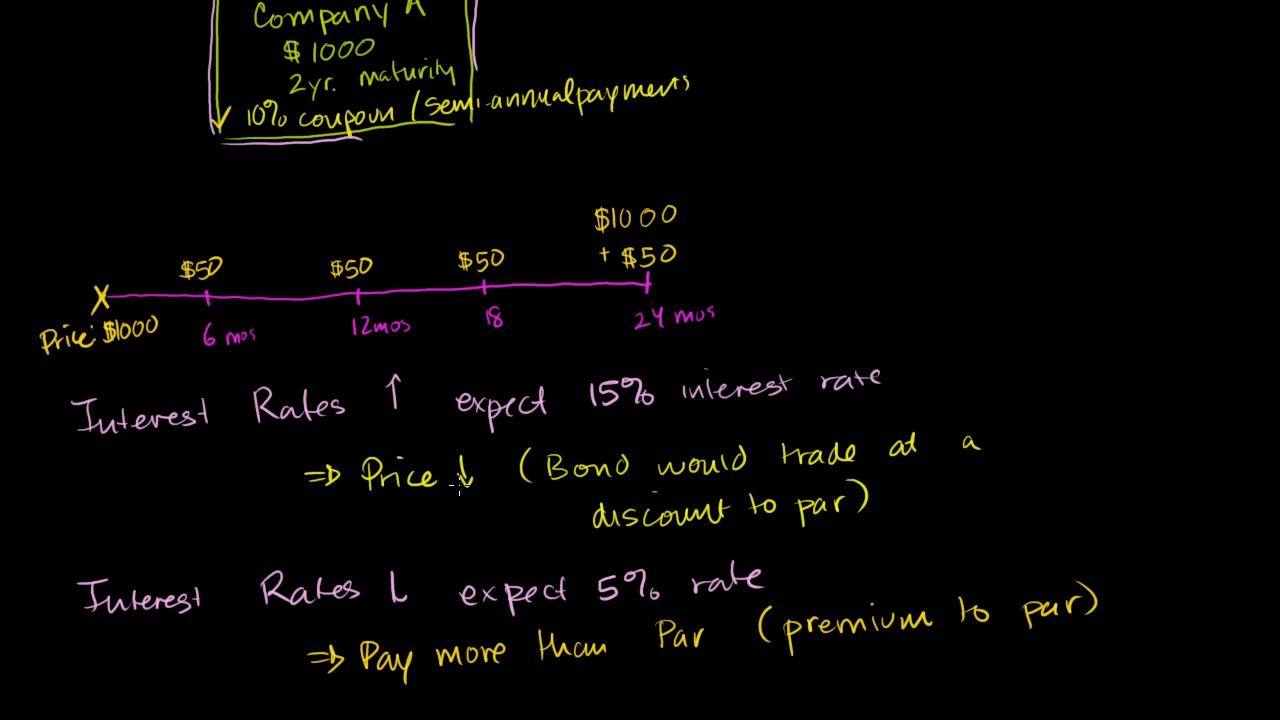 Company A
$1000
2yr. maturity
10% coupon (semi-annual payments
$1000
$50 $50 $50 + $50
Price: $1000 6 mos 12mos 18 24 mos
Interest Rates ↑ expect 15% interest rate
⇒ Price ↓ (Bond would trade at a
discount to par)
Interest Rates ↓ expect 5% rate
⇒ Pay more than Par (premium to par)